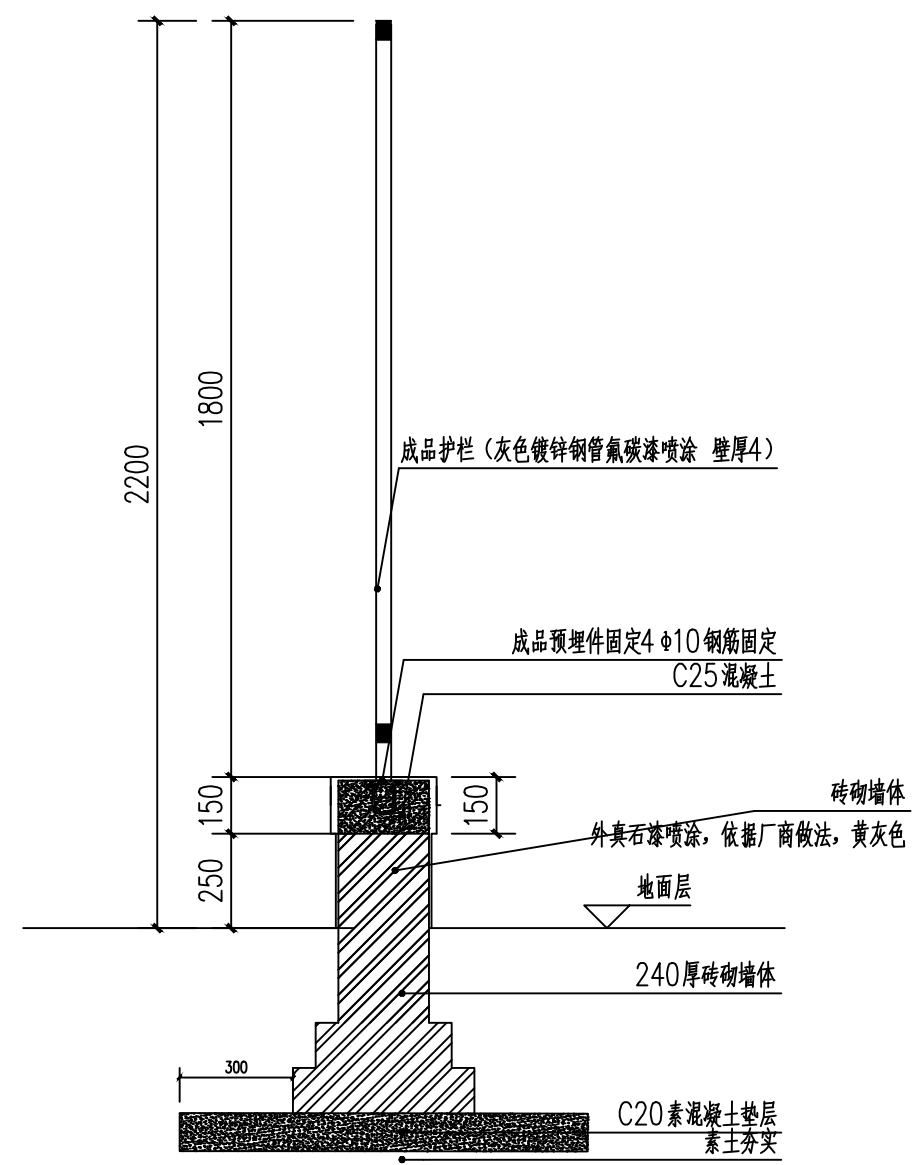 2200
1800
成品护栏（灰色镀锌钢管氟碳漆喷涂 壁厚4）
成品预埋件固定4Φ10钢筋固定
C25混凝土
150
150
砖砌墙体
外真石漆喷涂，依据厂商做法，黄灰色
250
地面层
240厚砖砌墙体
300
C20素混凝土垫层
素土夯实